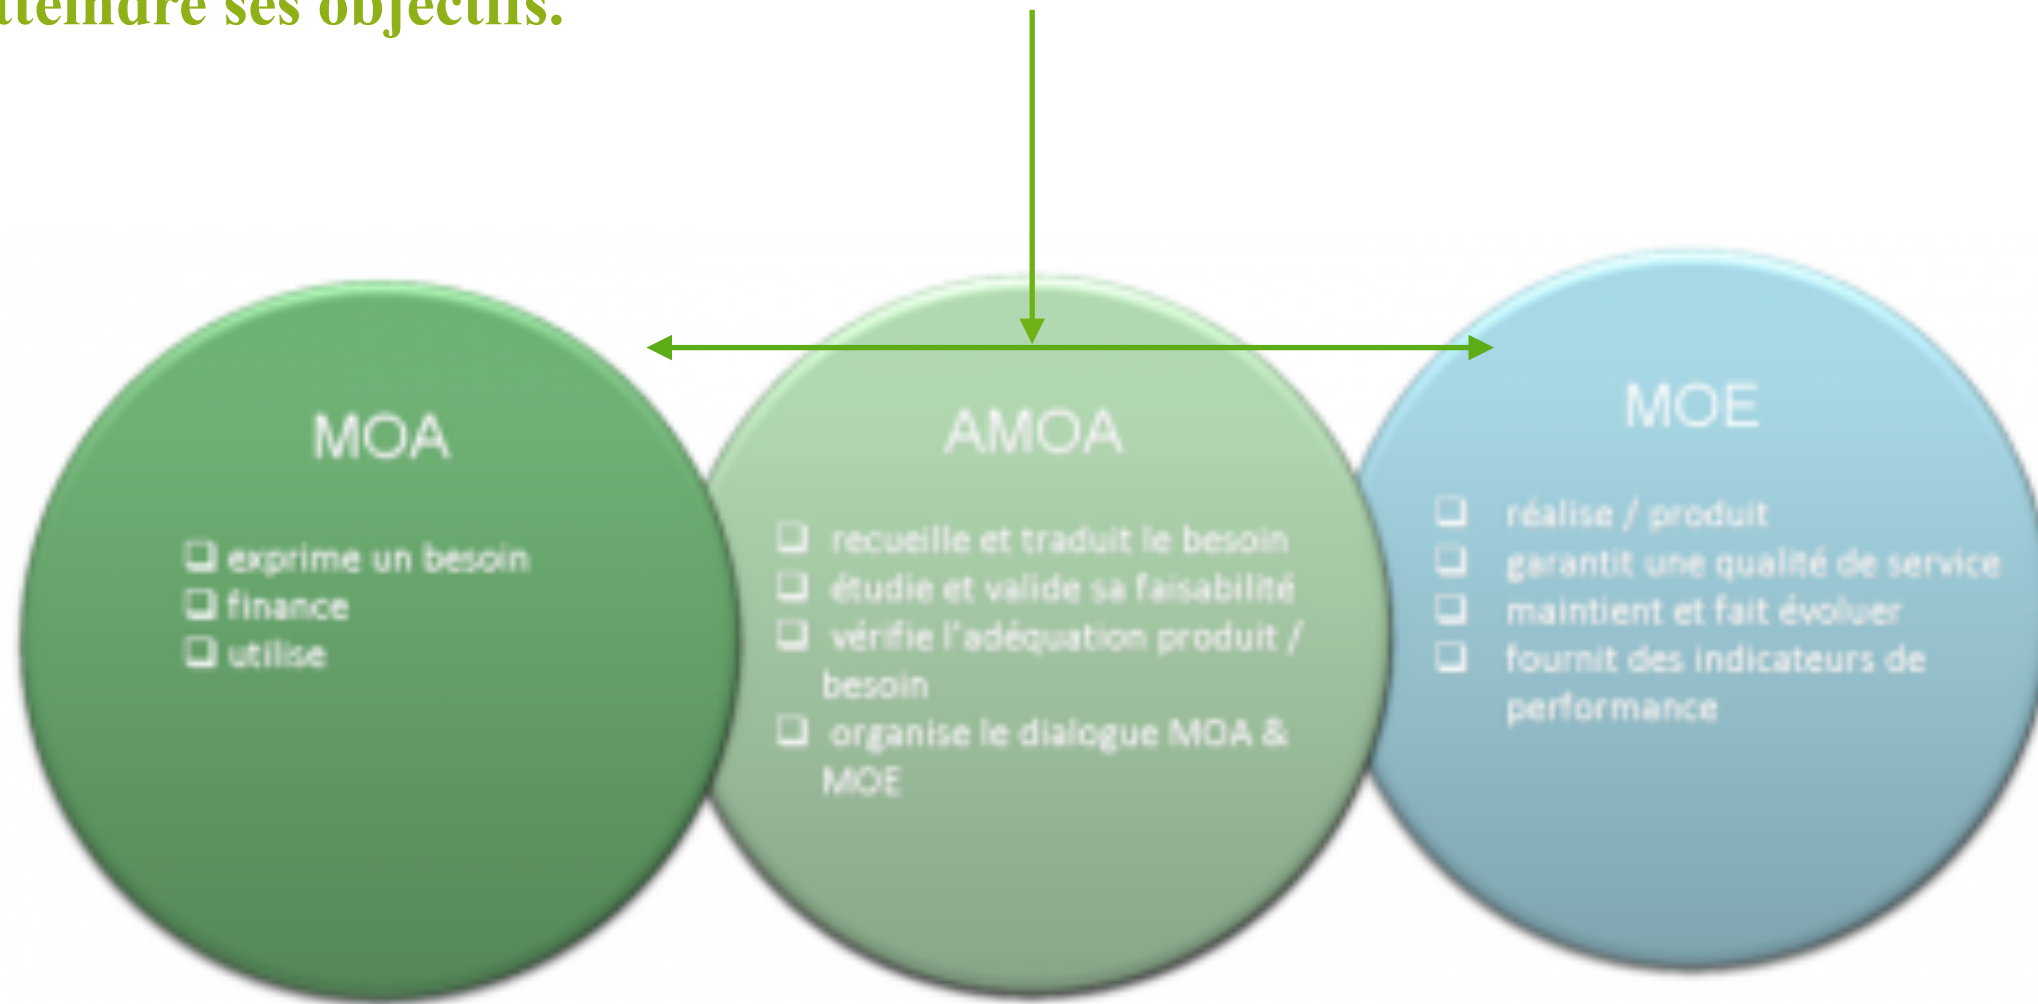 tteindre ses objectifs.
MOA
❑ exprime un besoin
❑ finance
❑ utilise
AMOA
❑ recueille et traduit le besoin
❑ étudie et valide sa faisabilité
❑ vérifie l'adéquation produit /
besoin
❑ organise le dialogue MOA &
MOE
MOE
❑ réalise / produit
❑ garantit une qualité de service
❑ maintient et fait évoluer
❑ fournit des indicateurs de
performance